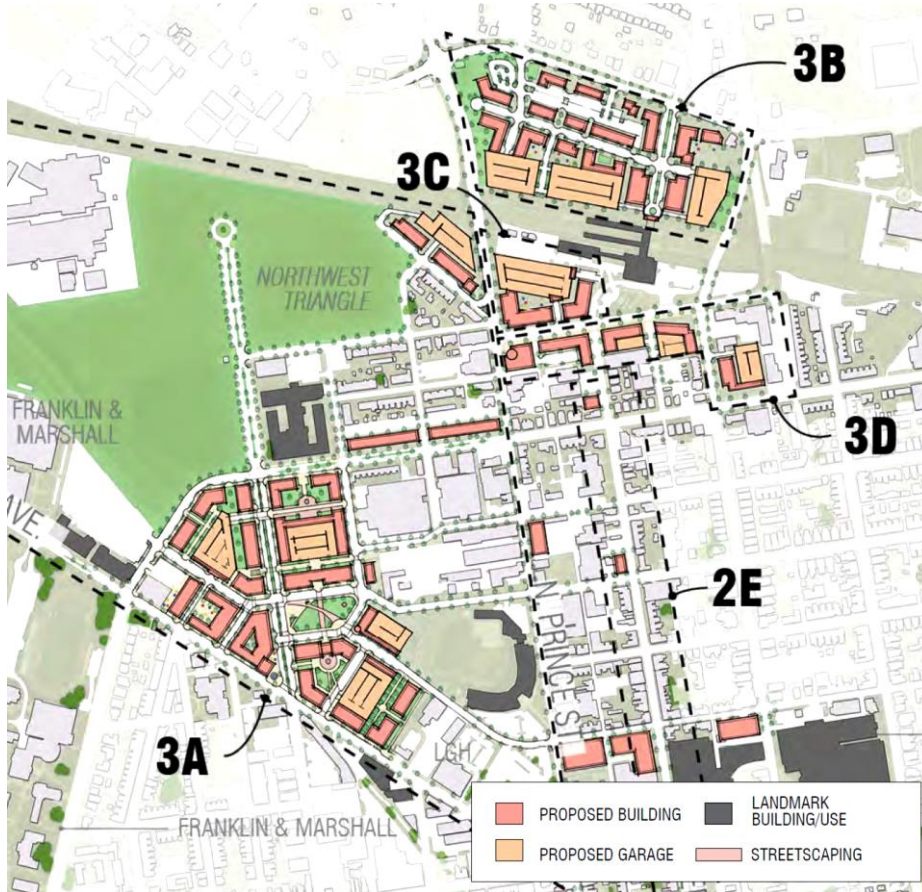 3B
3C
NORTHWEST
TRIANGLE
FRANKLIN &
MARSHALL
3D
AVE
2E
N PRINCE S
3A
LGH
FRANKLIN & MARSHALL
PROPOSED BUILDING
LANDMARK
BUILDING/USE
PROPOSED GARAGE
STREETSCAPING